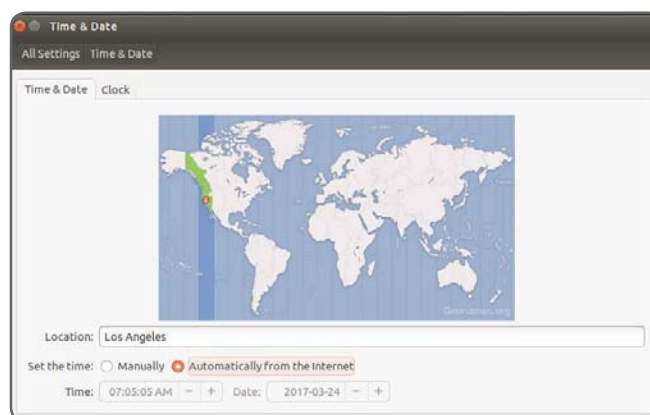 Time & Date
All Settings Time & Date
Time & Date Clock
Geonames.org
Location: Los Angeles
Set the time: Manually Automatically from the Internet
Time: 07:05:05 AM − + Date: 2017-03-24 − +